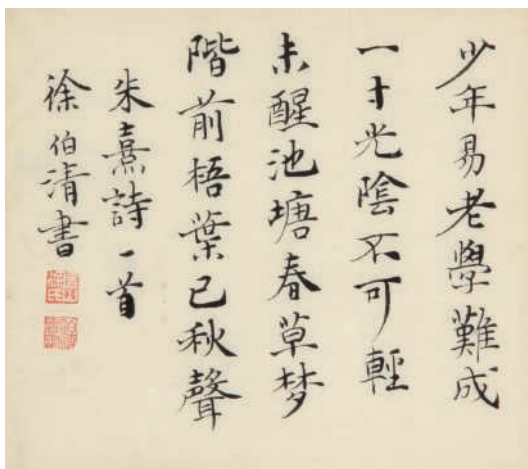 少年易老學難成
一寸光陰不可輕
未醒池塘春草梦
階前梧葉已秋聲
朱熹詩一首
徐伯清書